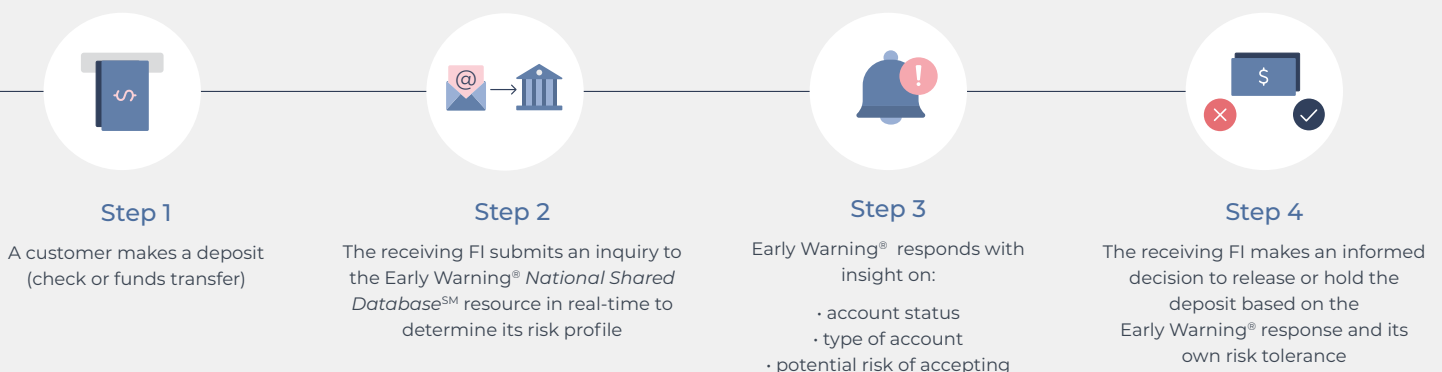 $
@
!
$
Step 1
A customer makes a deposit
(check or funds transfer)
Step 2
The receiving FI submits an inquiry to
the Early Warning® National Shared
Database℠ resource in real-time to
determine its risk profile
Step 3
Early Warning® responds with
insight on:
• account status
• type of account
• potential risk of accepting
Step 4
The receiving FI makes an informed
decision to release or hold the
deposit based on the
Early Warning® response and its
own risk tolerance